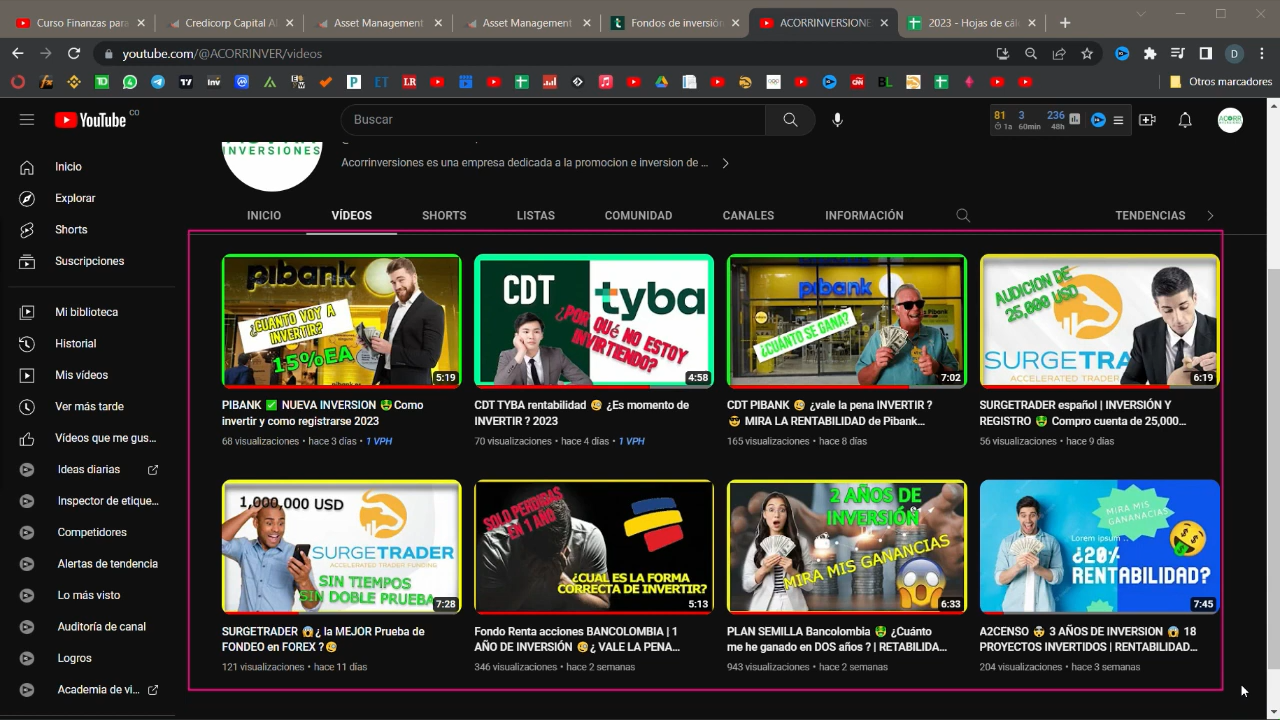 Curso Finanzas para
Credicorp Capital Al
Asset Management
Asset Management
Fondos de inversión
ACORRINVERSIONE
2023 - Hojas de cálc
youtube.com/@ACORRINVER/videos
Otros marcadores
YouTube CO
Buscar
81 3 236
1a 60min 48h
INVERSIONES
Acorrinversiones es una empresa dedicada a la promocion e inversion de ...
INICIO VÍDEOS SHORTS LISTAS COMUNIDAD CANALES INFORMACIÓN TENDENCIAS
Inicio
Explorar
Shorts
Suscripciones
Mi biblioteca
Historial
Mis vídeos
Ver más tarde
Vídeos que me gus...
Ideas diarias
Inspector de etique...
Competidores
Alertas de tendencia
Lo más visto
Auditoría de canal
Logros
Academia de vi...
pibank
¿CUANTO VOY A
INVERTIR?
15%EA
5:19
PIBANK ✅ NUEVA INVERSION 🤑Como
invertir y como registrarse 2023
68 visualizaciones • hace 3 días • 1 VPH
CDT
tyba
¿POR QUÉ NO ESTOY
INVIRTIENDO?
4:58
CDT TYBA rentabilidad 🧐 ¿Es momento de
INVERTIR ? 2023
70 visualizaciones • hace 4 días • 1 VPH
pibank
¿CUÁNTO SE GANA?
7:02
CDT PIBANK 🧐 ¿vale la pena INVERTIR ?
😎 MIRA LA RENTABILIDAD de Pibank...
165 visualizaciones • hace 8 días
AUDICION DE
25,000 USD
SURGETRA
ACCELERATED TRADER
6:19
SURGETRADER español | INVERSIÓN Y
REGISTRO 🤑 Compro cuenta de 25,000...
56 visualizaciones • hace 9 días
1,000,000 USD
SURGETRADER
ACCELERATED TRADER FUNDING
SIN TIEMPOS
SIN DOBLE PRUEBA
7:28
SURGETRADER 😱¿ la MEJOR Prueba de
FONDEO en FOREX ?🧐
121 visualizaciones • hace 11 días
SOLO PERDIDAS
EN 1 AÑO
¿CUAL ES LA FORMA
CORRECTA DE INVERTIR?
5:13
Fondo Renta acciones BANCOLOMBIA | 1
AÑO DE INVERSIÓN 🧐¿ VALE LA PENA...
346 visualizaciones • hace 2 semanas
2 AÑOS DE
INVERSIÓN
MIRA MIS GANANCIAS
6:33
PLAN SEMILLA Bancolombia 🤑 ¿Cuánto
me he ganado en DOS años ? | RETABILIDA...
943 visualizaciones • hace 2 semanas
MIRA MIS
GANANACIAS
Lorem ipsum
¿20%
RENTABILIDAD?
7:45
A2CENSO 🤯 3 AÑOS DE INVERSION 😱 18
PROYECTOS INVERTIDOS | RENTABILIDAD...
204 visualizaciones • hace 3 semanas